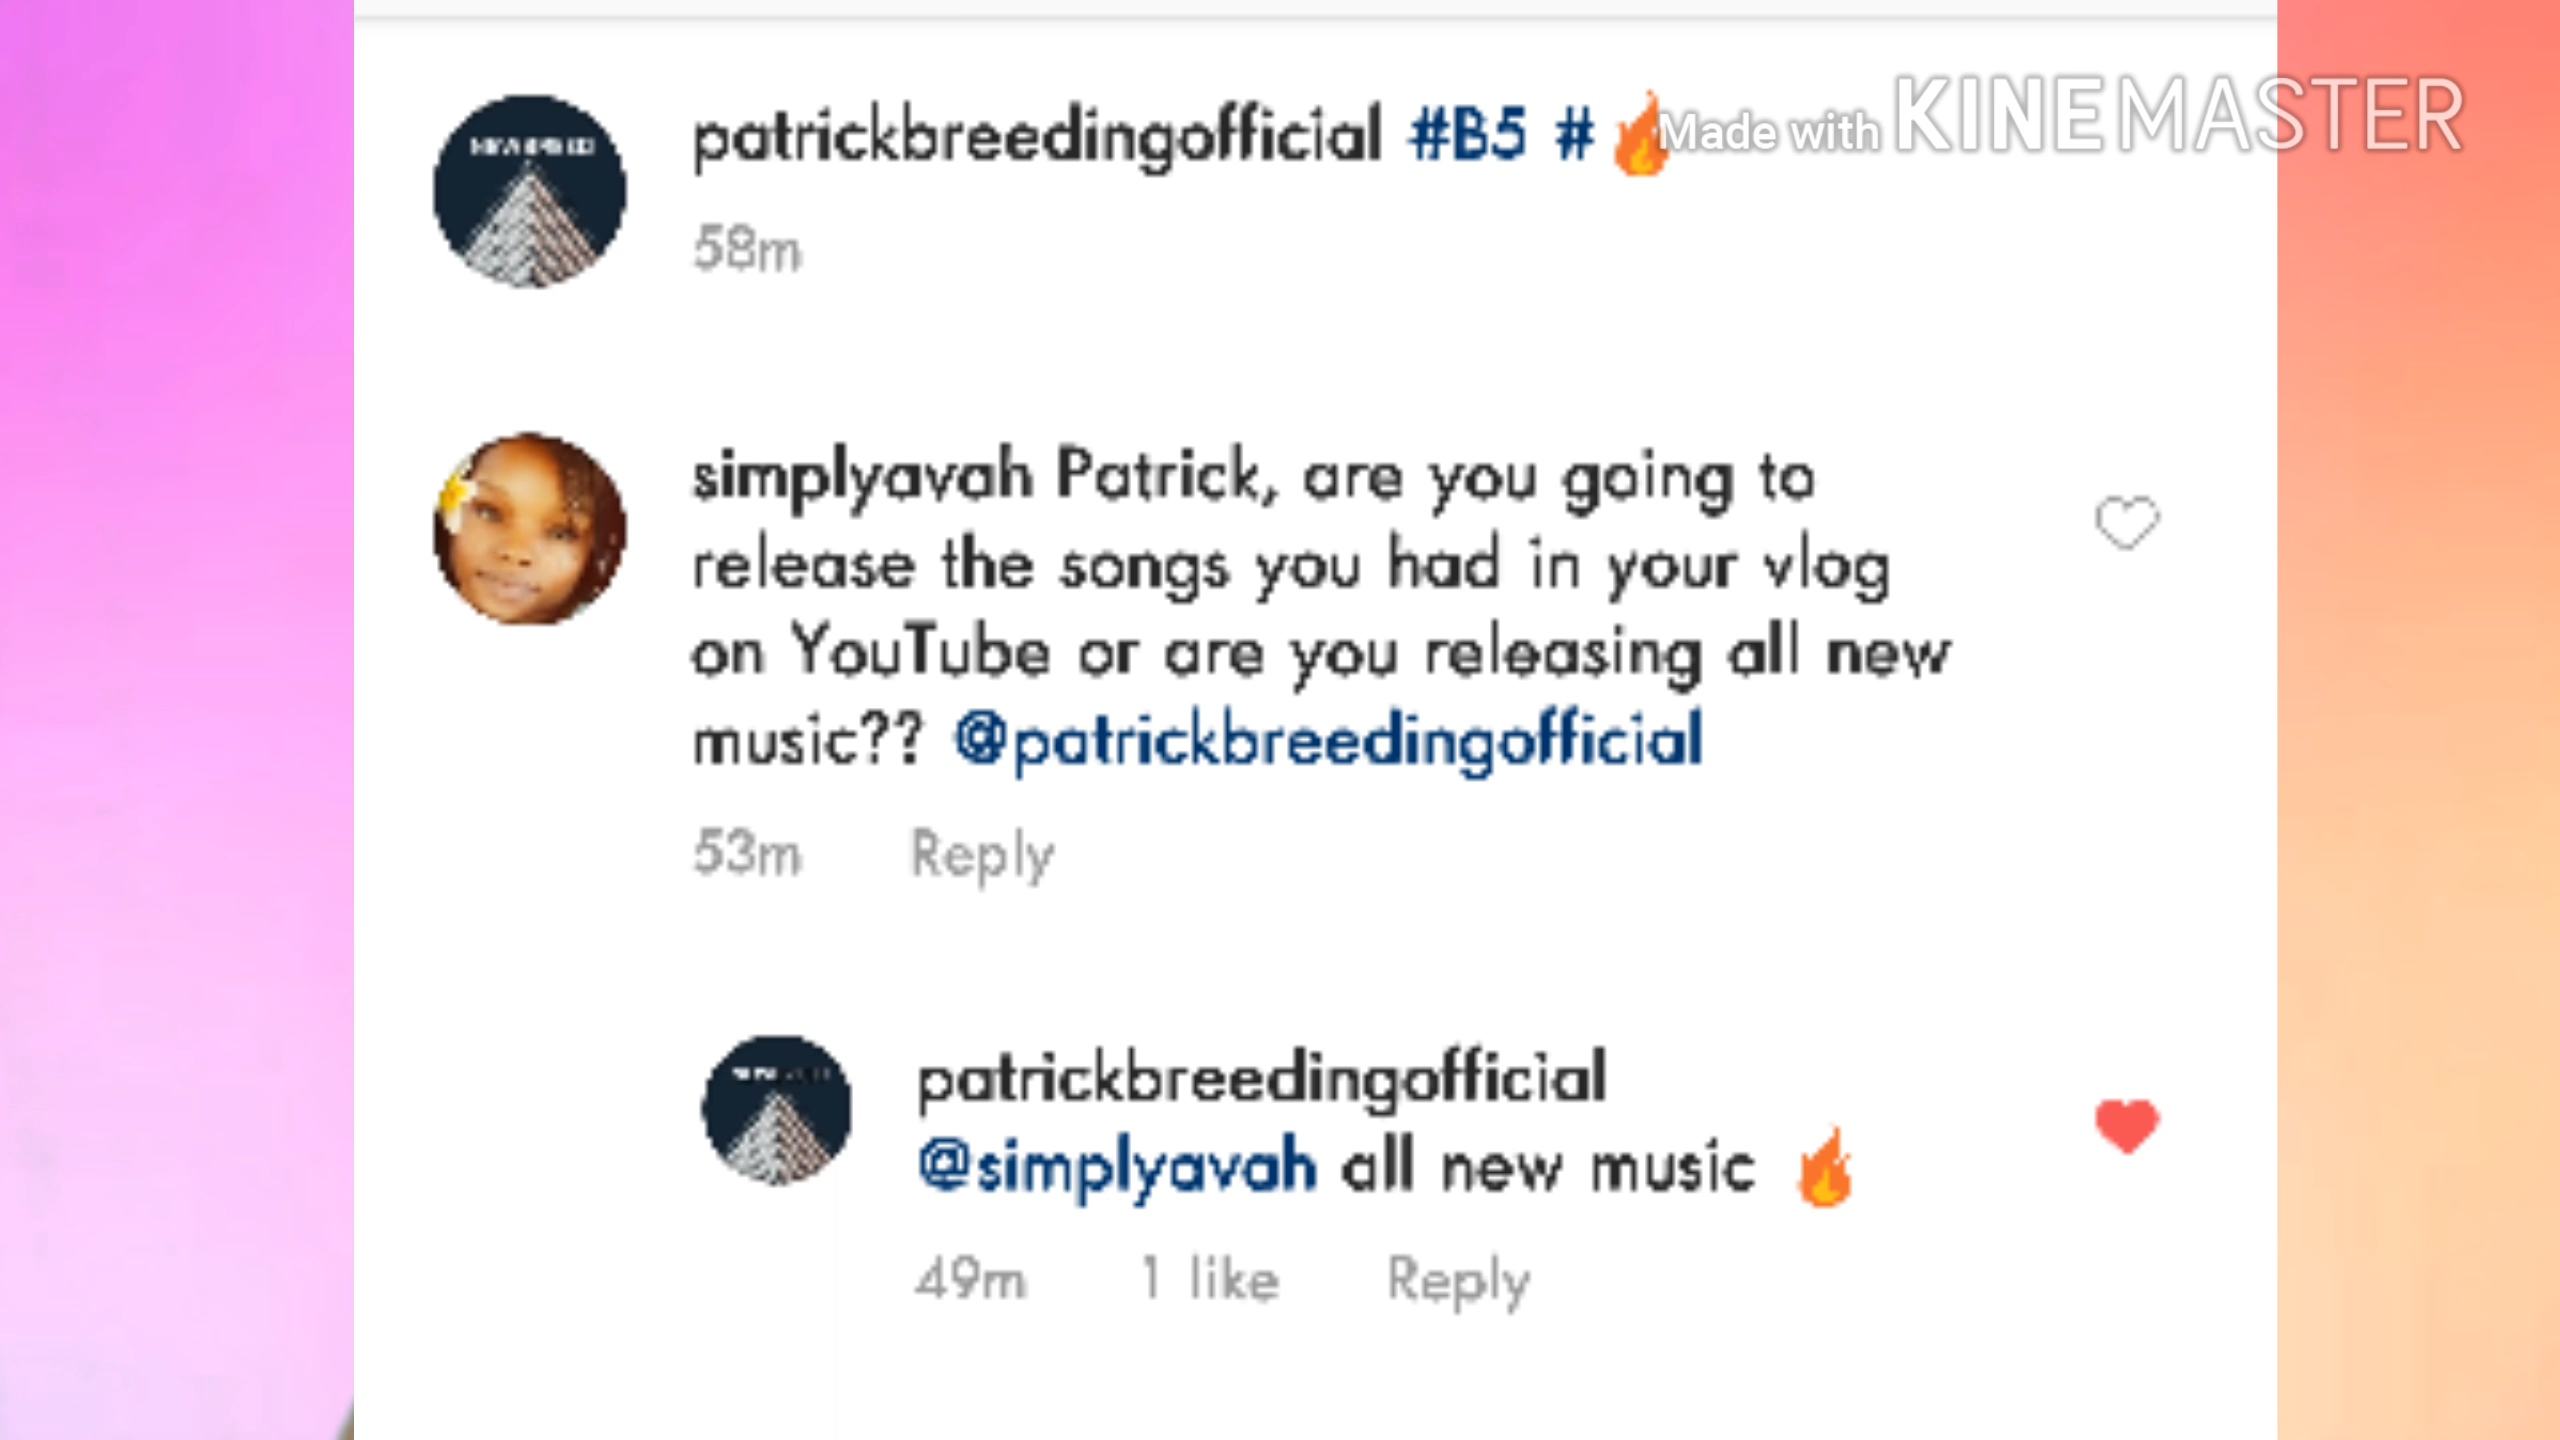 patrickbreedingofficial #B5 #🔥
Made with KINEMASTER
58m
simplyavah Patrick, are you going to
release the songs you had in your vlog
on YouTube or are you releasing all new
music?? @patrickbreedingofficial
53m Reply
patrickbreedingofficial
@simplyavah all new music 🔥
49m 1 like Reply